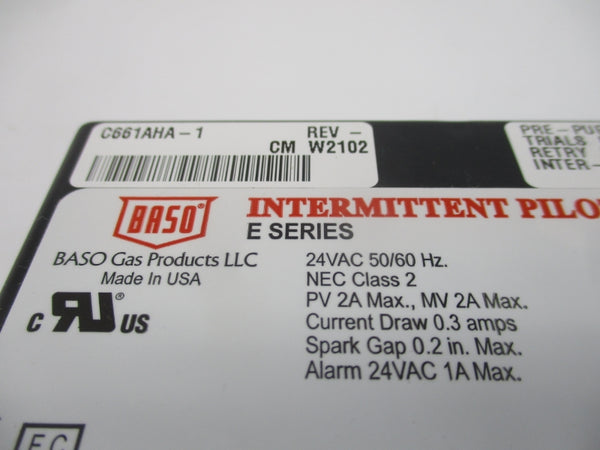 C661AHA-1 REV -
CM W2102
PRE-PU
TRIALS
RETRY
INTER-
BASO®
INTERMITTENT PILO
E SERIES
BASO Gas Products LLC
Made In USA
24VAC 50/60 Hz.
NEC Class 2
PV 2A Max., MV 2A Max.
Current Draw 0.3 amps
Spark Gap 0.2 in. Max.
Alarm 24VAC 1A Max.
C RU® US
FC